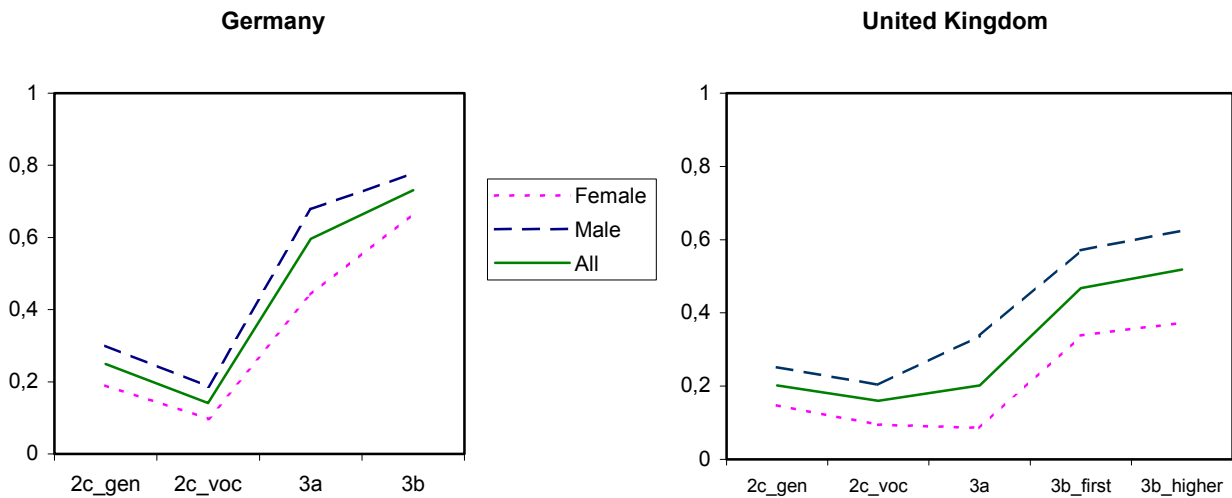 Germany
1
0,8
0,6
0,4
0,2
0
2c_gen 2c_voc 3a 3b
Female
Male
All
United Kingdom
1
0,8
0,6
0,4
0,2
0
2c_gen 2c_voc 3a 3b_first 3b_higher